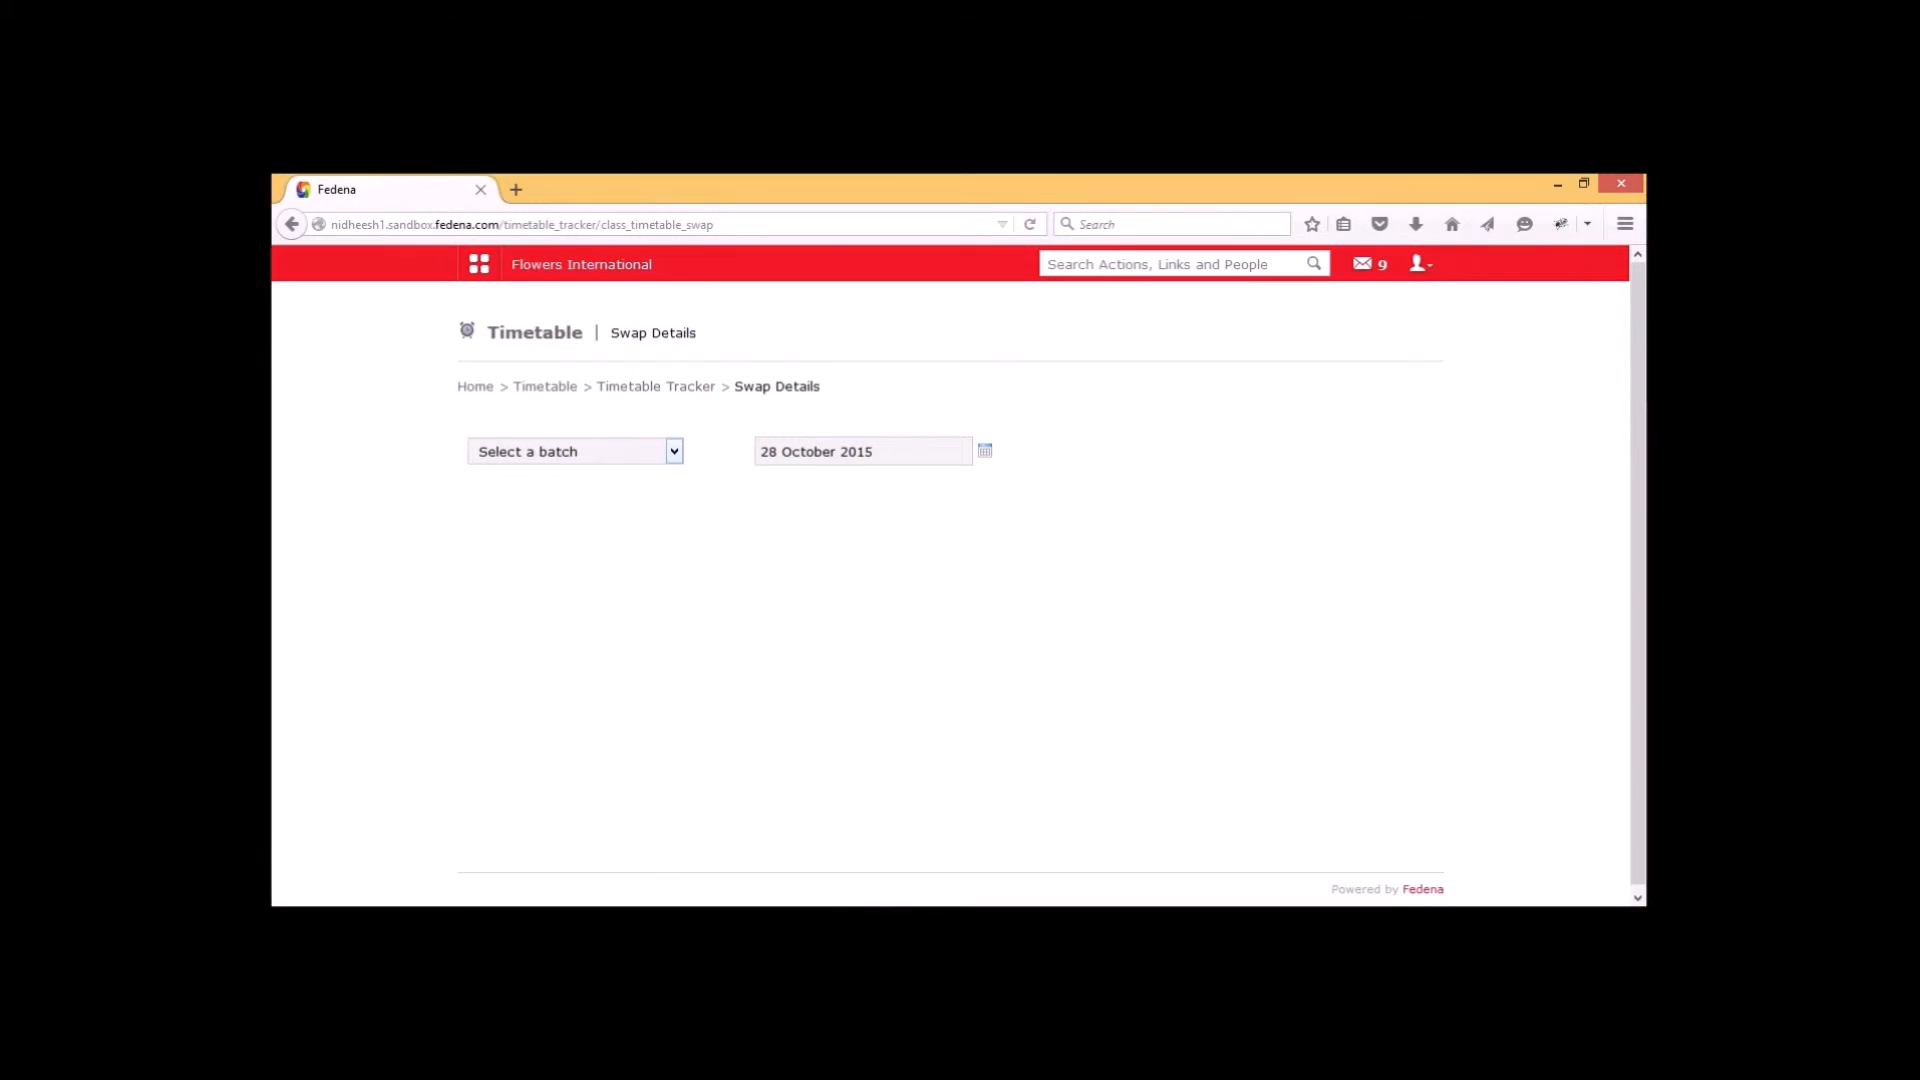 Fedena
nidheesh1.sandbox.fedena.com/timetable_tracker/class_timetable_swap
Search
Flowers International
Search Actions, Links and People
9
Timetable | Swap Details
Home > Timetable > Timetable Tracker > Swap Details
Select a batch
28 October 2015
Powered by Fedena